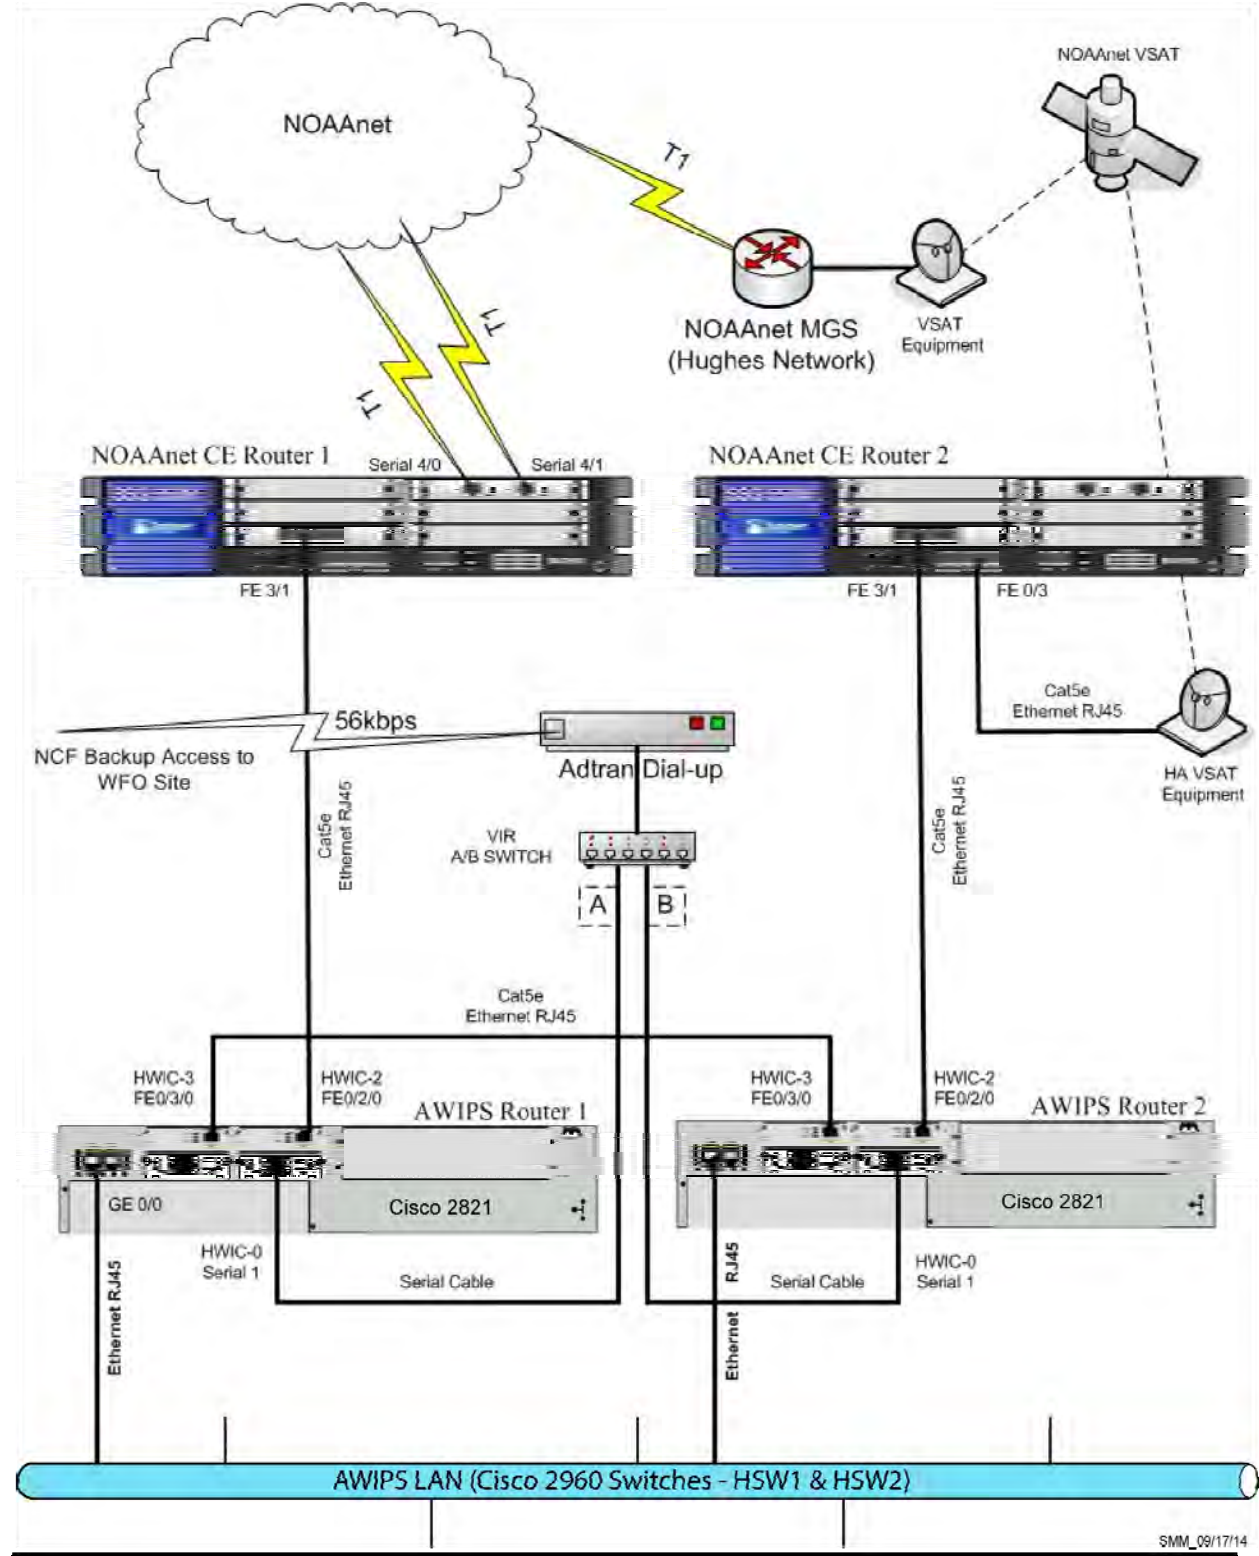 NOAAnet VSAT
NOAAnet
T1
NOAAnet MGS
(Hughes Network)
VSAT
Equipment
T1
T1
NOAAnet CE Router 1
Serial 4/0
Serial 4/1
NOAAnet CE Router 2
FE 3/1
FE 3/1
FE 0/3
Cat5e
Ethernet RJ45
HA VSAT
Equipment
56kbps
NCF Backup Access to
WFO Site
Adtran Dial-up
Cat5e
Ethernet RJ45
VIR
A/B SWITCH
A
B
Cat5e
Ethernet RJ45
Cat5e
Ethernet RJ45
HWIC-3
FE0/3/0
HWIC-2
FE0/2/0
AWIPS Router 1
HWIC-3
FE0/3/0
HWIC-2
FE0/2/0
AWIPS Router 2
GE 0/0
Cisco 2821
Cisco 2821
HWIC-0
Serial 1
Serial Cable
Serial Cable
HWIC-0
Serial 1
Ethernet RJ45
Ethernet RJ45
AWIPS LAN (Cisco 2960 Switches - HSW1 & HSW2)
SMM_09/17/14